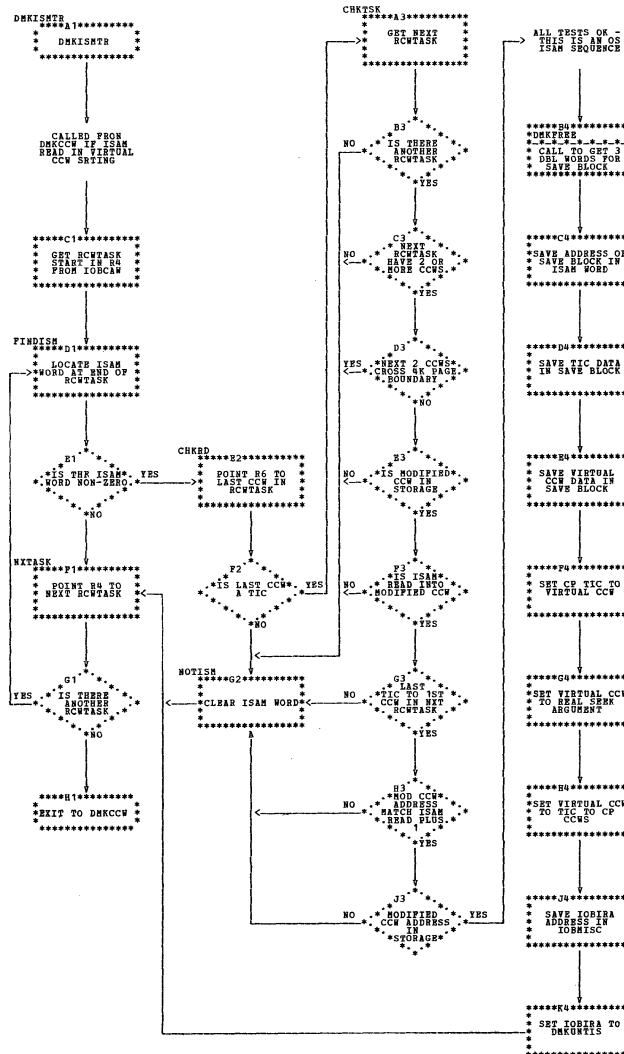 DMKISMTR
A1
DMKISMTR
CALLED FRON
DMKCCW IF ISAM
READ IN VIRTUAL
CCW SRTING
C1
GET RCWTASK
START IN R4
FROM IOBCAW
FINDISM
D1
LOCATE ISAM
WORD AT END OF
RCWTASK
E1
IS THE ISAM
WORD NON-ZERO
YES
NO
NXTASK
F1
POINT R4 TO
NEXT RCWTASK
G1
IS THERE
ANOTHER
RCWTASK
YES
NO
H1
EXIT TO DMKCCW
CHKRD
E2
POINT R6 TO
LAST CCW IN
RCWTASK
F2
IS LAST CCW
A TIC
YES
NO
NOTISM
G2
CLEAR ISAM WORD
CHKTSK
A3
GET NEXT
RCWTASK
B3
IS THERE
ANOTHER
RCWTASK
NO
YES
C3
NEXT
RCWTASK
HAVE 2 OR
MORE CCWS
NO
YES
D3
NEXT 2 CCWS
CROSS 4K PAGE
BOUNDARY
YES
NO
E3
IS MODIFIED
CCW IN
STORAGE
NO
YES
F3
IS ISAM
READ INTO
MODIFIED CCW
NO
YES
G3
LAST
TIC TO 1ST
CCW IN NXT
RCWTASK
NO
YES
H3
MOD CCW
ADDRESS
MATCH ISAM
READ PLUS
1
NO
YES
J3
MODIFIED
CCW ADDRESS
IN
STORAGE
NO
YES
ALL TESTS OK -
THIS IS AN OS
ISAM SEQUENCE
B4
DMKFREE
CALL TO GET 3
DBL WORDS FOR
SAVE BLOCK
C4
SAVE ADDRESS OF
SAVE BLOCK IN
ISAM WORD
D4
SAVE TIC DATA
IN SAVE BLOCK
E4
SAVE VIRTUAL
CCW DATA IN
SAVE BLOCK
F4
SET CP TIC TO
VIRTUAL CCW
G4
SET VIRTUAL CCW
TO REAL SEEK
ARGUMENT
H4
SET VIRTUAL CCW
TO TIC TO CP
CCWS
J4
SAVE IOBIRA
ADDRESS IN
IOBMISC
K4
SET IOBIRA TO
DMKUNTIS